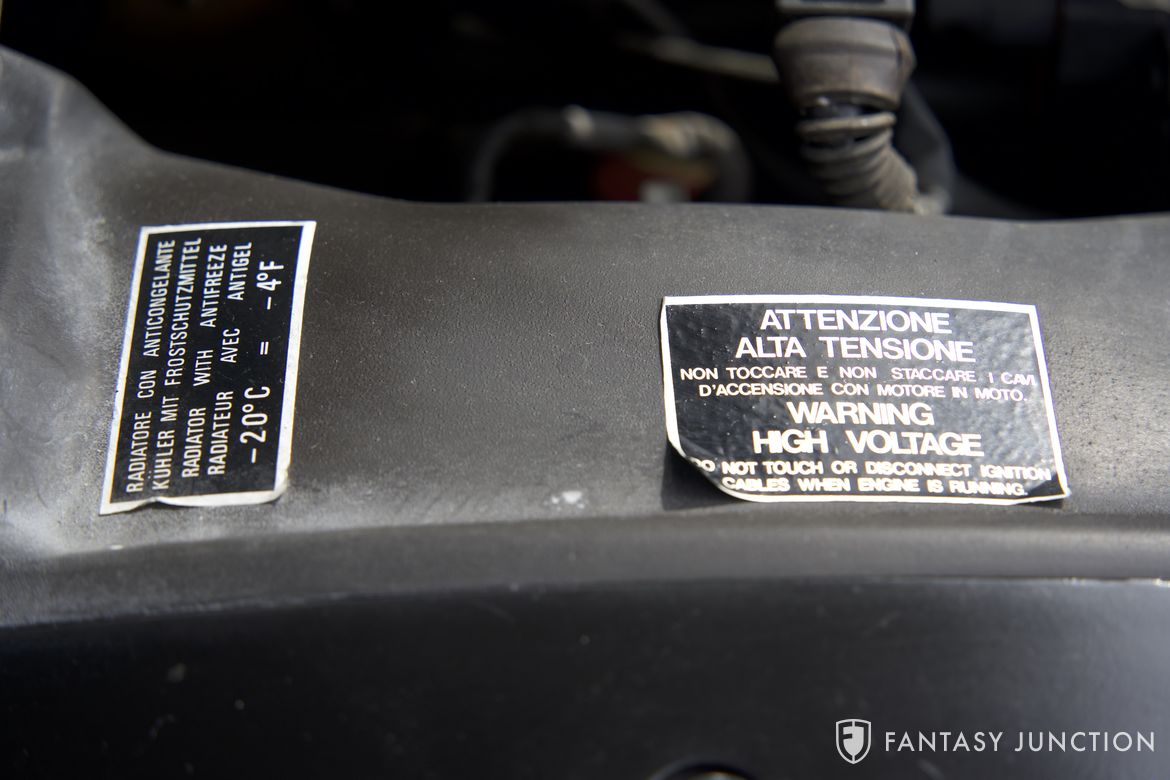 RADIATORE CON ANTICONGELANTE
KÜHLER MIT FROSTSCHUTZMITTEL
RADIATOR WITH ANTIFREEZE
RADIATEUR AVEC ANTIGEL
-20°C = -4°F
ATTENZIONE
ALTA TENSIONE
NON TOCCARE E NON STACCARE I CAVI
D'ACCENSIONE CON MOTORE IN MOTO.
WARNING
HIGH VOLTAGE
DO NOT TOUCH OR DISCONNECT IGNITION
CABLES WHEN ENGINE IS RUNNING.
FANTASY JUNCTION